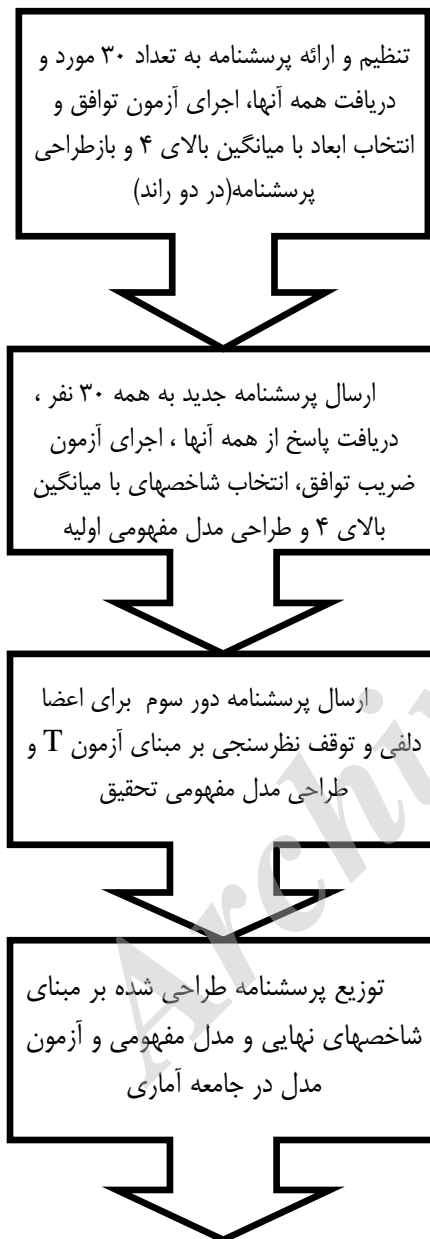 تنظیم و ارائه پرسشنامه به تعداد ۳۰ مورد و
دریافت همه آنها، اجرای آزمون توافق و
انتخاب ابعاد با میانگین بالای ۴ و بازطراحی
پرسشنامه(در دو راند)
ارسال پرسشنامه جدید به همه ۳۰ نفر ،
دریافت پاسخ از همه آنها ، اجرای آزمون
ضریب توافق، انتخاب شاخصهای با میانگین
بالای ۴ و طراحی مدل مفهومی اولیه
ارسال پرسشنامه دور سوم برای اعضا
دلفی و توقف نظرسنجی بر مبنای آزمون T و
طراحی مدل مفهومی تحقیق
توزیع پرسشنامه طراحی شده بر مبنای
شاخصهای نهایی و مدل مفهومی و آزمون
مدل در جامعه آماری